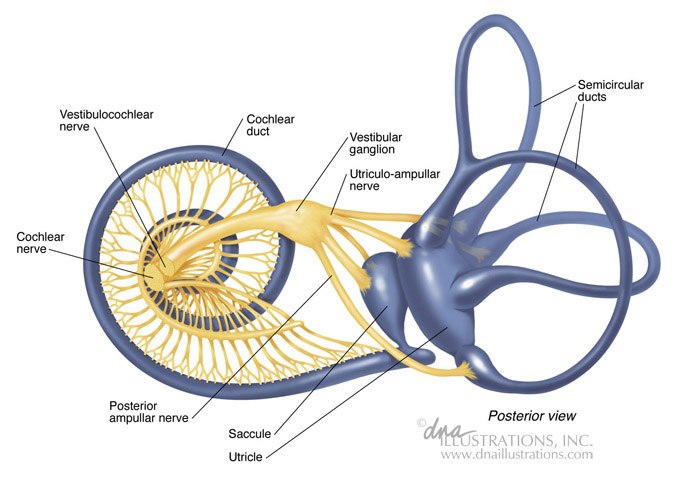 Semicircular
ducts
Vestibulocochlear
nerve
Cochlear
duct
Vestibular
ganglion
Utriculo-ampullar
nerve
Cochlear
nerve
Posterior
ampullar nerve
Saccule
Utricle
Posterior view
©dna
ILLUSTRATIONS, INC.
www.dnaillustrations.com